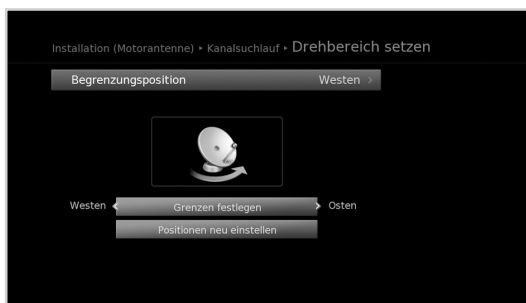 Installation (Motorantenne) ▸ Kanalsuchlauf ▸ Drehbereich setzen
Begrenzungsposition Westen >
Westen Grenzen festlegen Osten
Positionen neu einstellen